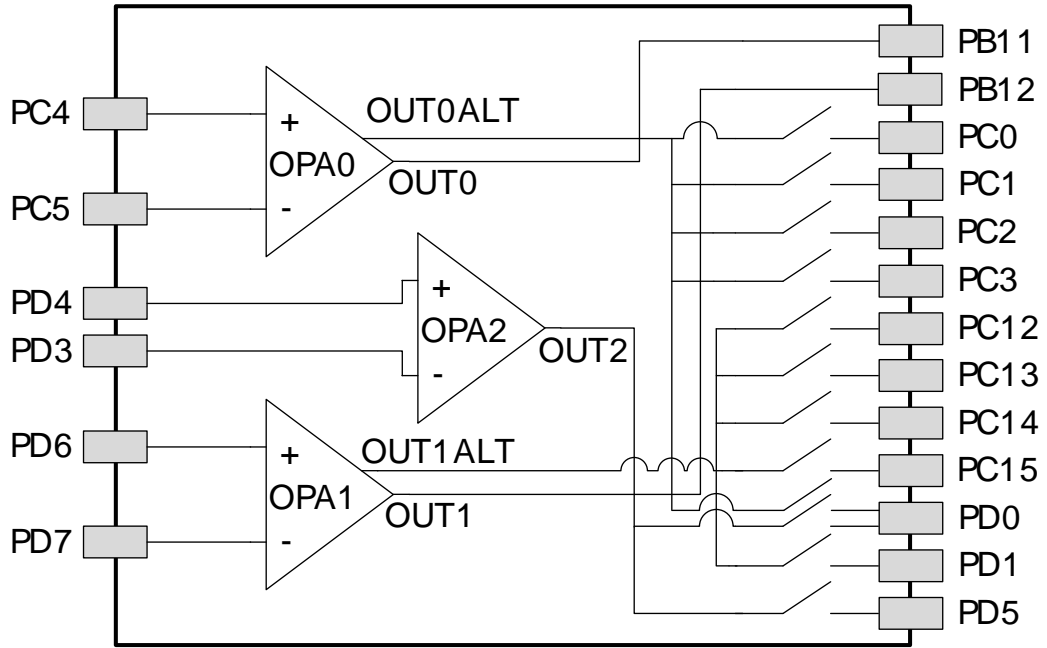 PB11
PB12
PC4
+
OUT0ALT
PC0
OPA0
OUT0
PC1
PC5
-
PC2
PD4
+
PC3
OPA2
PC12
PD3
OUT2
-
PC13
PC14
PD6
+
OUT1ALT
PC15
OPA1
OUT1
PD0
PD7
-
PD1
PD5